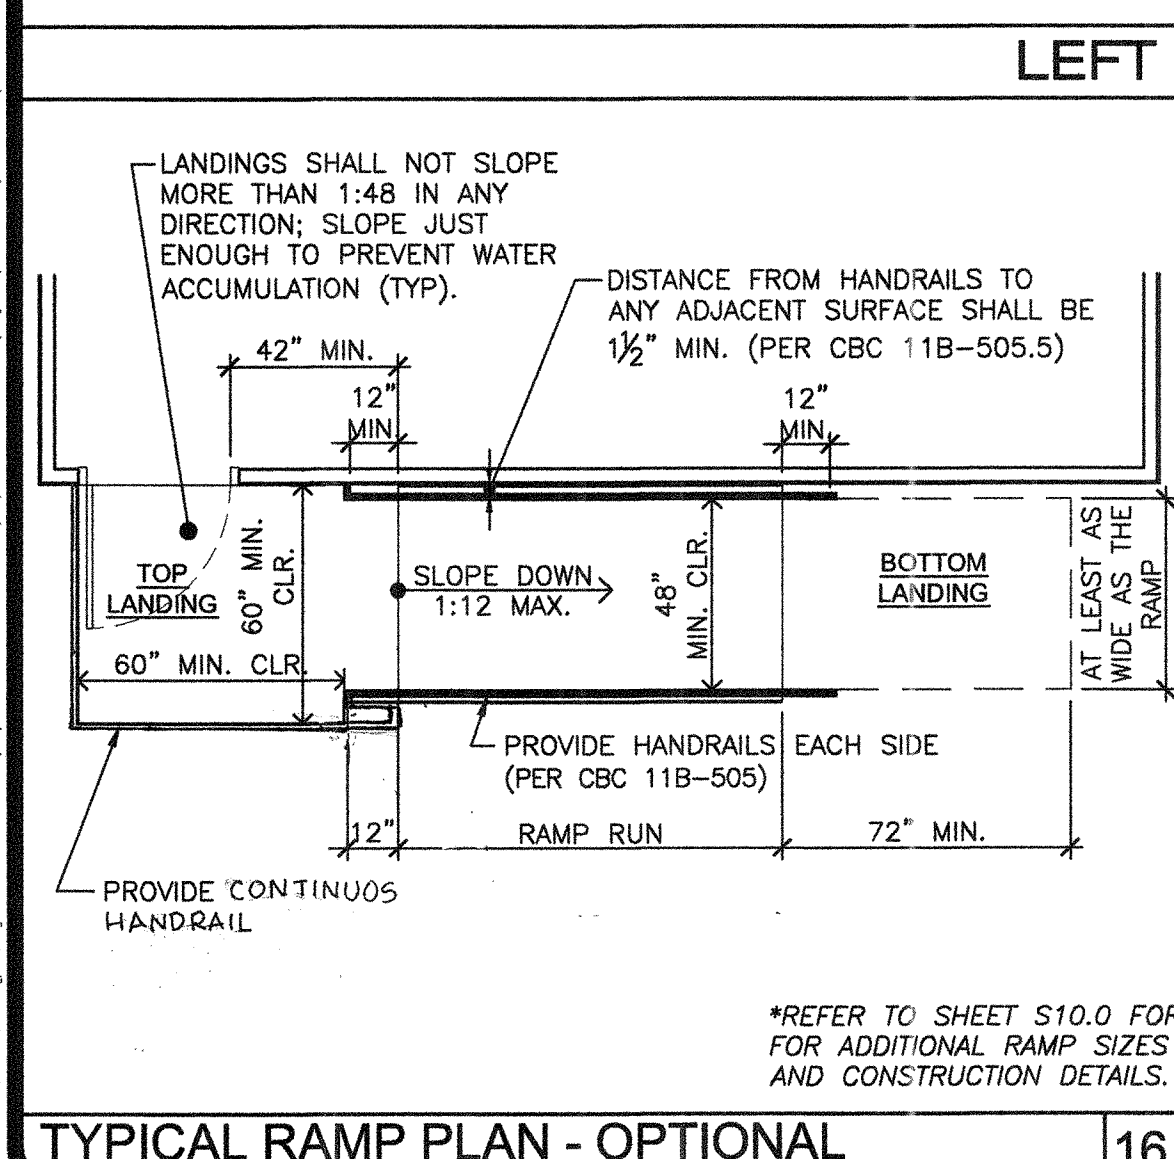 LEFT
LANDINGS SHALL NOT SLOPE
MORE THAN 1:48 IN ANY
DIRECTION; SLOPE JUST
ENOUGH TO PREVENT WATER
ACCUMULATION (TYP).
DISTANCE FROM HANDRAILS TO
ANY ADJACENT SURFACE SHALL BE
1½" MIN. (PER CBC 11B-505.5)
42" MIN.
12"
MIN.
12"
MIN.
TOP
LANDING
60" MIN.
CLR.
60" MIN. CLR.
SLOPE DOWN
1:12 MAX.
48"
MIN. CLR.
BOTTOM
LANDING
AT LEAST AS
WIDE AS THE
RAMP
PROVIDE HANDRAILS EACH SIDE
(PER CBC 11B-505)
12"
RAMP RUN
72" MIN.
PROVIDE CONTINUOS
HANDRAIL
*REFER TO SHEET S10.0 FOR
FOR ADDITIONAL RAMP SIZES
AND CONSTRUCTION DETAILS.
TYPICAL RAMP PLAN - OPTIONAL
16